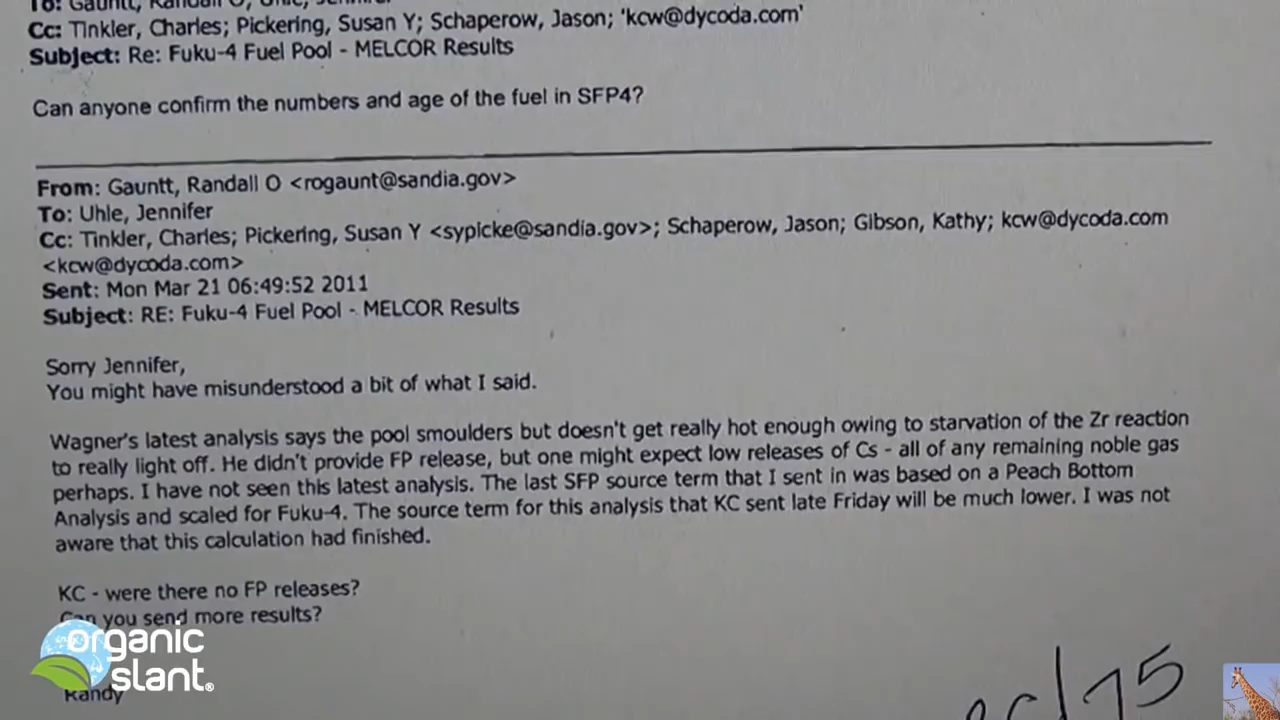 To: Gauntt, Randall O; Uhle, Jennifer
Cc: Tinkler, Charles; Pickering, Susan Y; Schaperow, Jason; 'kcw@dycoda.com'
Subject: Re: Fuku-4 Fuel Pool - MELCOR Results
Can anyone confirm the numbers and age of the fuel in SFP4?
From: Gauntt, Randall O <rogaunt@sandia.gov>
To: Uhle, Jennifer
Cc: Tinkler, Charles; Pickering, Susan Y <sypicke@sandia.gov>; Schaperow, Jason; Gibson, Kathy; kcw@dycoda.com
<kcw@dycoda.com>
Sent: Mon Mar 21 06:49:52 2011
Subject: RE: Fuku-4 Fuel Pool - MELCOR Results
Sorry Jennifer,
You might have misunderstood a bit of what I said.
Wagner's latest analysis says the pool smoulders but doesn't get really hot enough owing to starvation of the Zr reaction
to really light off. He didn't provide FP release, but one might expect low releases of Cs - all of any remaining noble gas
perhaps. I have not seen this latest analysis. The last SFP source term that I sent in was based on a Peach Bottom
Analysis and scaled for Fuku-4. The source term for this analysis that KC sent late Friday will be much lower. I was not
aware that this calculation had finished.
KC - were there no FP releases?
Can you send more results?
organic
slant®
Randy
/75